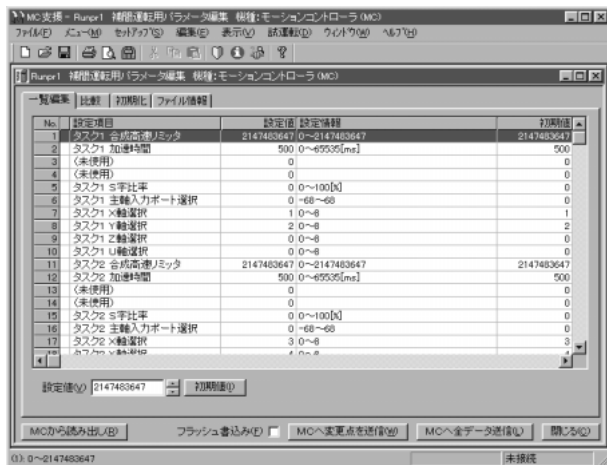 MC支援 - Runpr1 補間運転用パラメータ編集 機種:モーションコントローラ(MC)
ファイル(F) メニュー(M) セットアップ(S) 編集(E) 表示(V) 試運転(D) ウィンドウ(W) ヘルプ(H)
Runpr1 補間運転用パラメータ編集 機種:モーションコントローラ(MC)
一覧編集 比較 初期化 ファイル情報
No. 設定項目 設定値 設定情報 初期値
1 タスク1 合成高速リミッタ 2147483647 0~2147483647 2147483647
2 タスク1 加速時間 500 0~65535[ms] 500
3 (未使用) 0 0
4 (未使用) 0 0
5 タスク1 S字比率 0 0~100[%] 0
6 タスク1 主軸入力ポート選択 0 -68~68 0
7 タスク1 X軸選択 1 0~8 1
8 タスク1 Y軸選択 2 0~8 2
9 タスク1 Z軸選択 0 0~8 0
10 タスク1 U軸選択 0 0~8 0
11 タスク2 合成高速リミッタ 2147483647 0~2147483647 2147483647
12 タスク2 加速時間 500 0~65535[ms] 500
13 (未使用) 0 0
14 (未使用) 0 0
15 タスク2 S字比率 0 0~100[%] 0
16 タスク2 主軸入力ポート選択 0 -68~68 0
17 タスク2 X軸選択 3 0~8 3
18 タスク2 Y軸選択 4 0~8 4
設定値(V) 2147483647 初期値(I)
MCから読み出し(R) フラッシュ書込み(F) MCへ変更点を送信(W) MCへ全データ送信(L) 閉じる(C)
(1): 0~2147483647 未接続